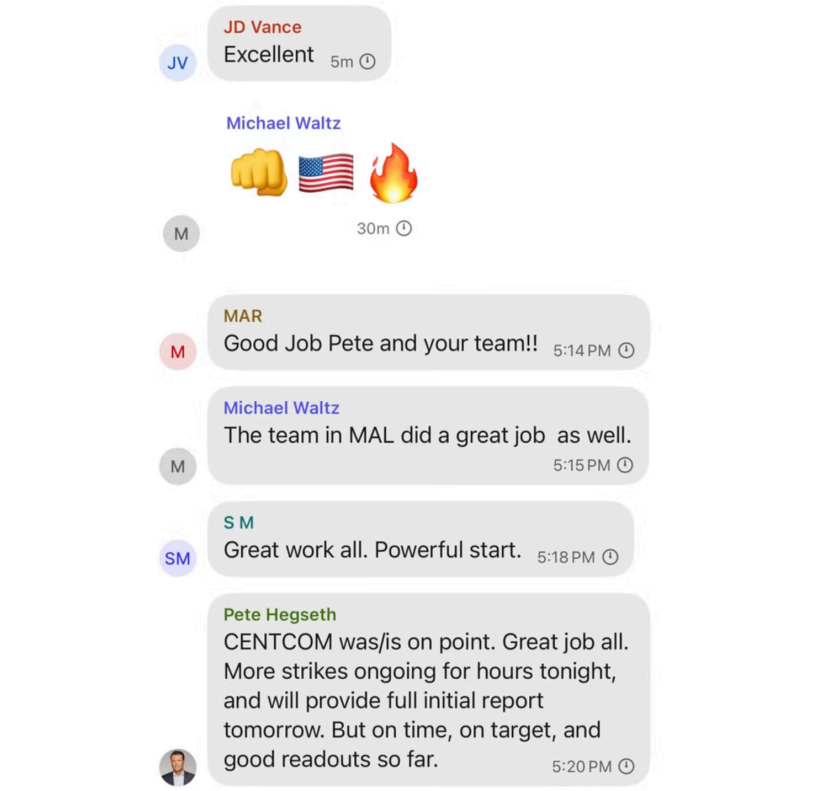 JD Vance
JV
Excellent 5m
Michael Waltz
👊🇺🇸🔥
M
30m
MAR
M
Good Job Pete and your team!! 5:14 PM
Michael Waltz
The team in MAL did a great job  as well.
M
5:15 PM
S M
SM
Great work all. Powerful start. 5:18 PM
Pete Hegseth
CENTCOM was/is on point. Great job all.
More strikes ongoing for hours tonight,
and will provide full initial report
tomorrow. But on time, on target, and
good readouts so far. 5:20 PM